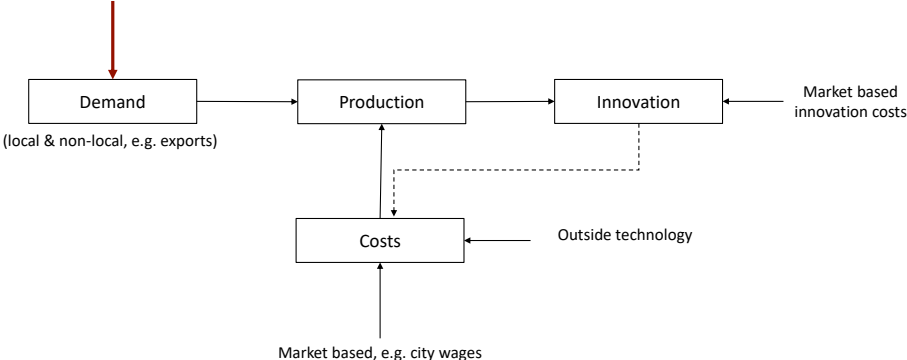 Demand
Production
Innovation
Market based
innovation costs
(local & non-local, e.g. exports)
Costs
Outside technology
Market based, e.g. city wages